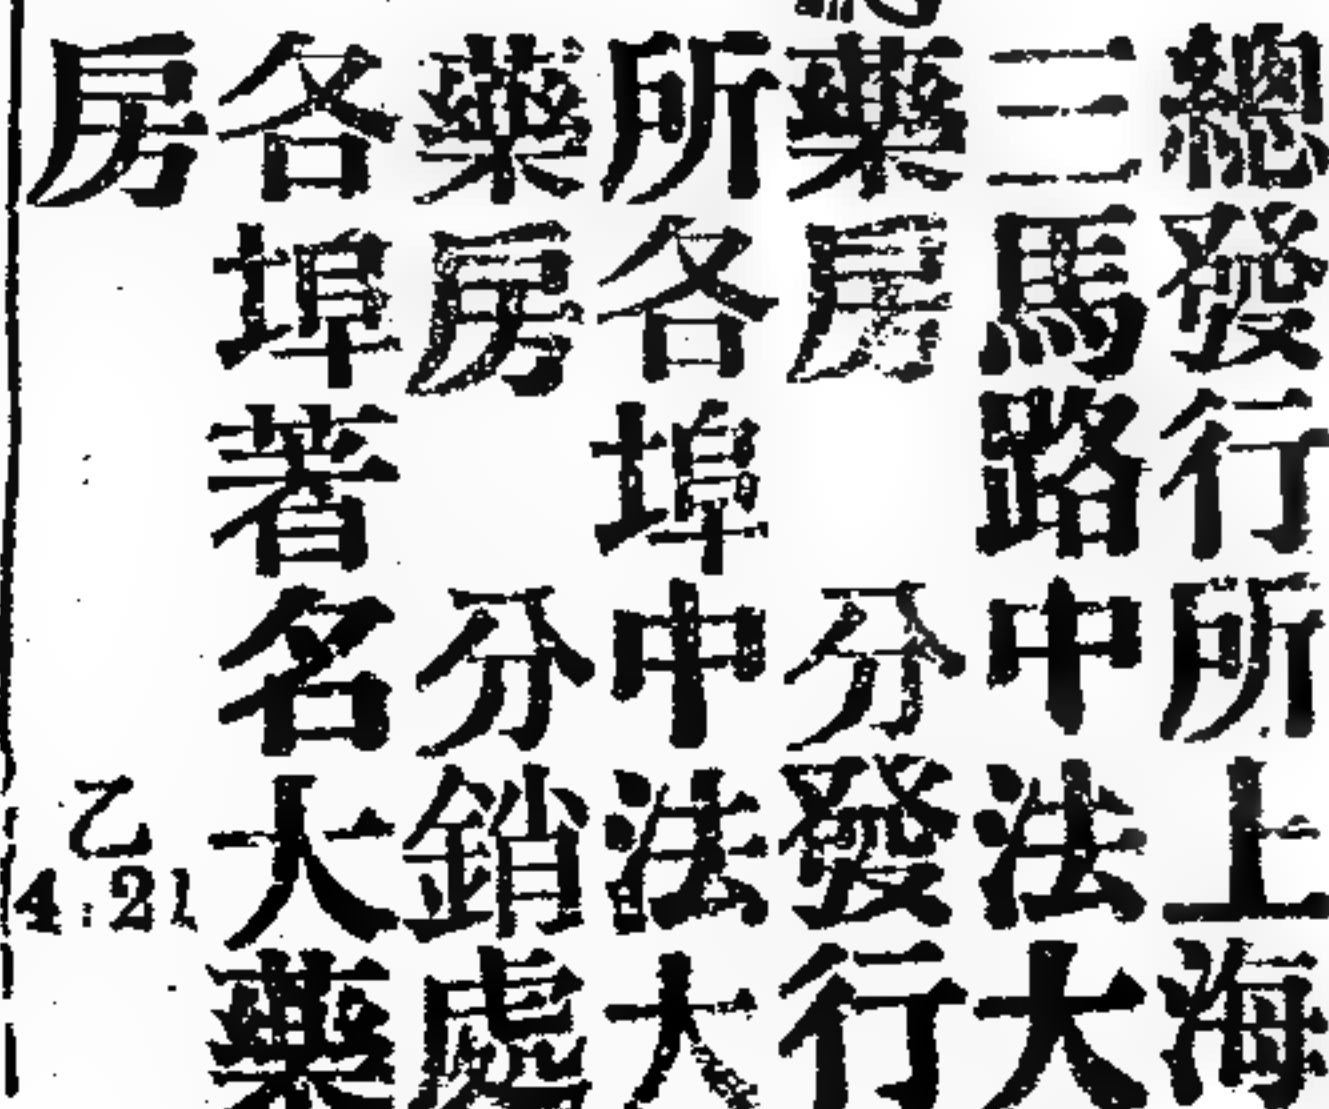 總發行所上海
三馬路中法大
藥房　分發行
所各埠中法大
藥房　分銷處
各埠著名大藥
房
乙
4:21